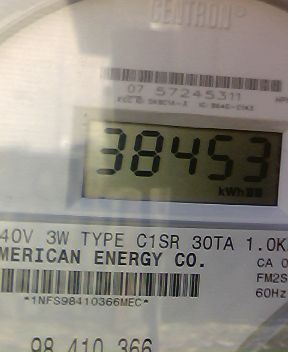 CENTRON®
07 57245311
38453
kWh
40V 3W TYPE C1SR 30TA 1.0K
MERICAN ENERGY CO.
CA 0
FM2S
60Hz
*1NFS98410366MEC*
98 410 366